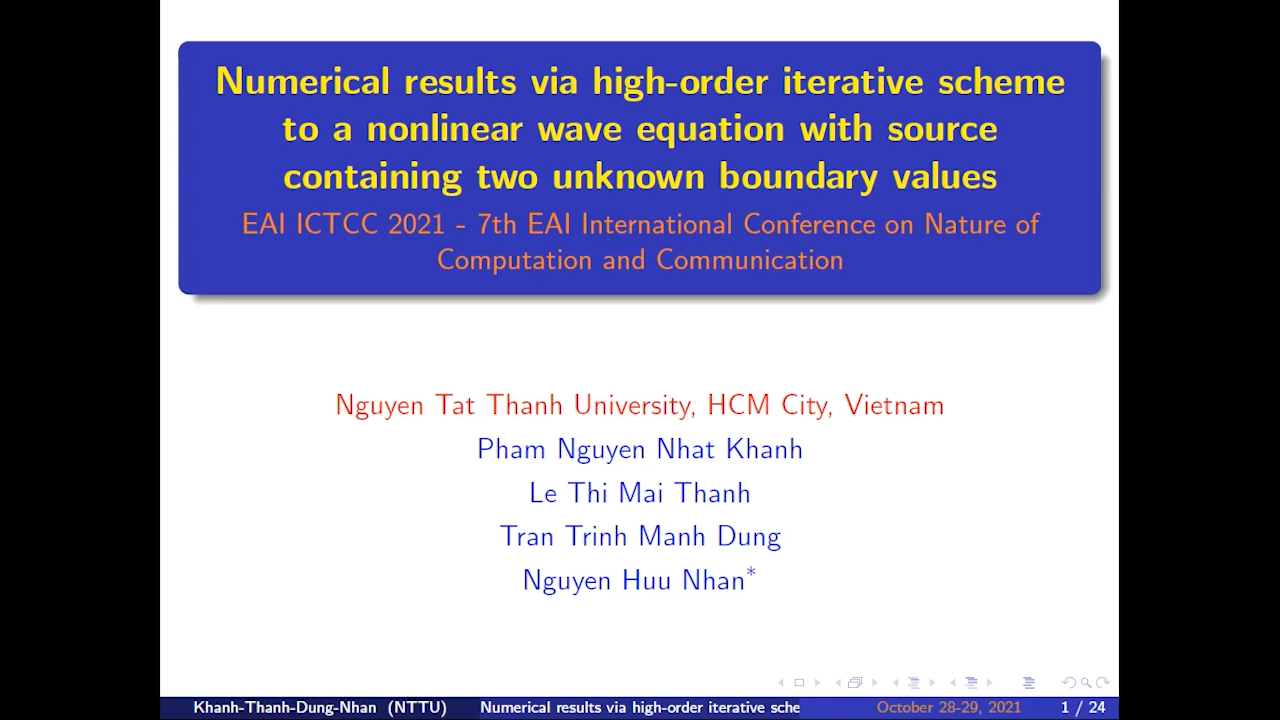 Numerical results via high-order iterative scheme
to a nonlinear wave equation with source
containing two unknown boundary values
EAI ICTCC 2021 - 7th EAI International Conference on Nature of
Computation and Communication
Nguyen Tat Thanh University, HCM City, Vietnam
Pham Nguyen Nhat Khanh
Le Thi Mai Thanh
Tran Trinh Manh Dung
Nguyen Huu Nhan*
Khanh-Thanh-Dung-Nhan (NTTU) Numerical results via high-order iterative sche October 28-29, 2021 1 / 24